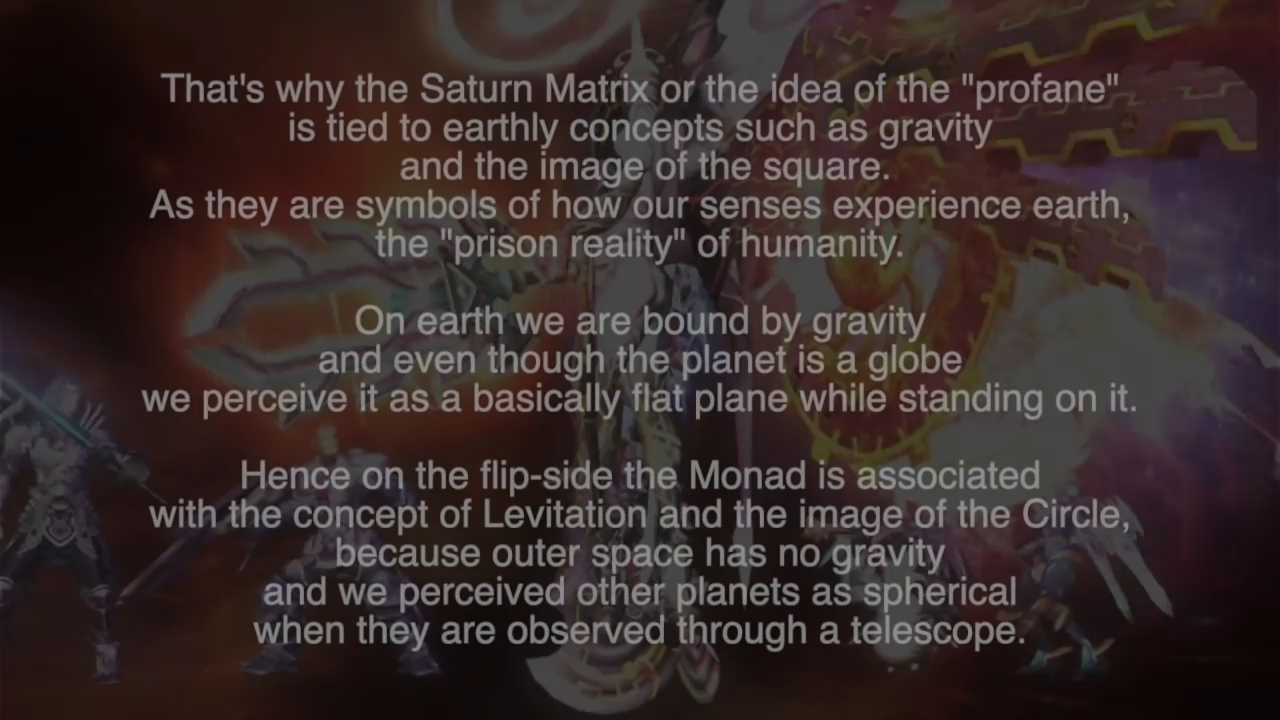 That's why the Saturn Matrix or the idea of the "profane"
is tied to earthly concepts such as gravity
and the image of the square.
As they are symbols of how our senses experience earth,
the "prison reality" of humanity.
On earth we are bound by gravity
and even though the planet is a globe
we perceive it as a basically flat plane while standing on it.
Hence on the flip-side the Monad is associated
with the concept of Levitation and the image of the Circle,
because outer space has no gravity
and we perceived other planets as spherical
when they are observed through a telescope.